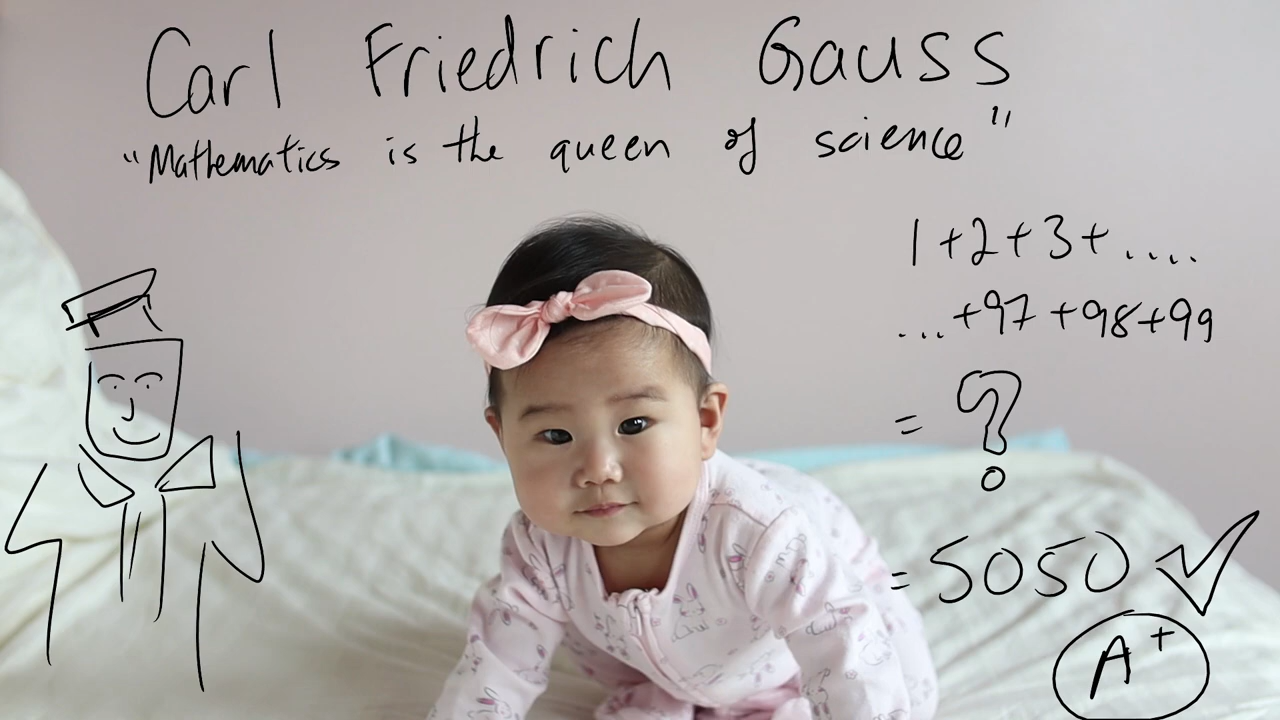 Carl Friedrich Gauss
"Mathematics is the queen of science"
1+2+3+....
...+97+98+99
= ?
= 5050 ✓
A+